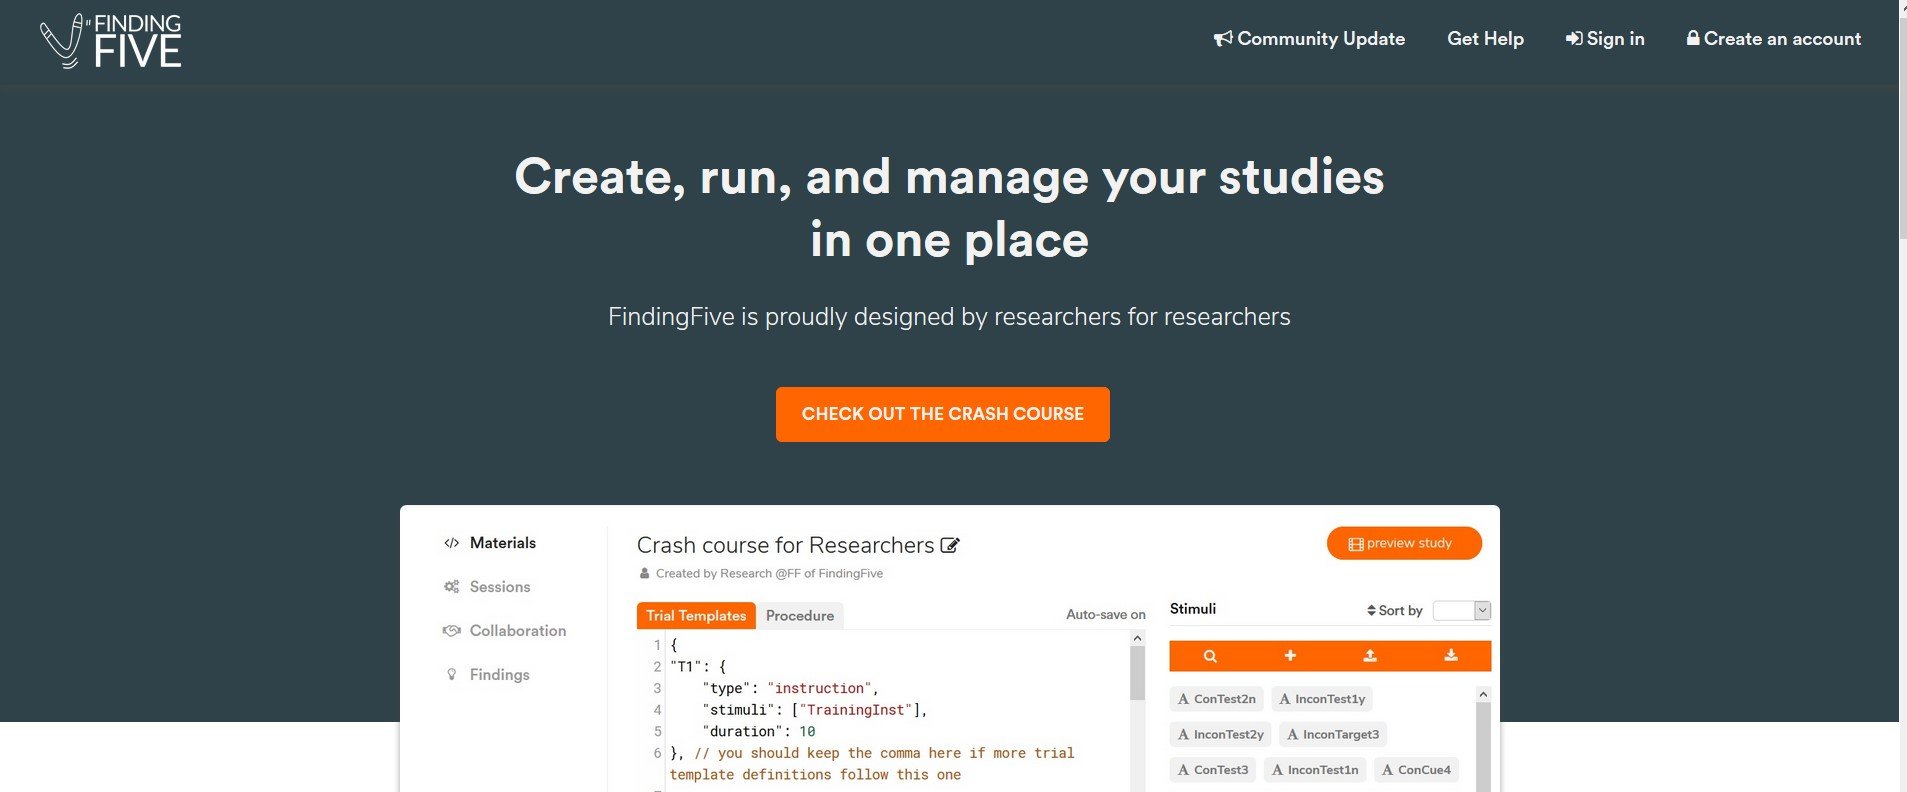 FINDING
FIVE
Community Update
Get Help
Sign in
Create an account
Create, run, and manage your studies
in one place
FindingFive is proudly designed by researchers for researchers
CHECK OUT THE CRASH COURSE
Materials
Sessions
Collaboration
Findings
Crash course for Researchers
Created by Research @FF of FindingFive
preview study
Trial Templates
Procedure
Auto-save on
1 {
2 "T1": {
3 "type": "instruction",
4 "stimuli": ["TrainingInst"],
5 "duration": 10
6 }, // you should keep the comma here if more trial
template definitions follow this one
Stimuli
Sort by
A ConTest2n
A InconTest1y
A InconTest2y
A InconTarget3
A ConTest3
A InconTest1n
A ConCue4